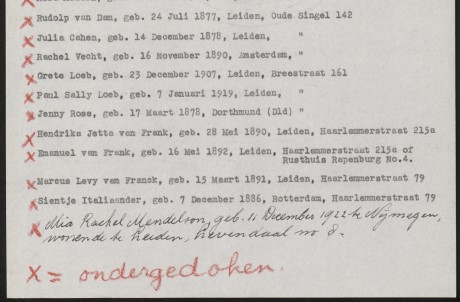 x Rudolp van Dam, geb. 24 Juli 1877, Leiden, Oude Singel 142
x Julia Cohen, geb. 14 December 1878, Leiden, "
x Rachel Vecht, geb. 16 November 1890, Amsterdam, "
x Grete Loeb, geb. 23 December 1907, Leiden, Breestraat 161
x Paul Sally Loeb, geb. 7 Januari 1919, Leiden, "
x Jenny Rose, geb. 17 Maart 1878, Dorthmund (Dld) "
x Hendrika Jetta van Frank, geb. 28 Mei 1890, Leiden, Haarlemmerstraat 215a
x Emanuel van Frank, geb. 16 Mei 1892, Leiden, Haarlemmerstraat 215a of
Rusthuis Rapenburg No.4.
x Marcus Levy van Franck, geb. 15 Maart 1891, Leiden, Haarlemmerstraat 79
x Sientje Italiaander, geb. 7 December 1886, Rotterdam, Haarlemmerstraat 79
x Mia Rachel Mendelson, geb. 11 December 1922 te Nijmegen,
wonende te Leiden, Lievendaal no 8.
x = ondergedoken.